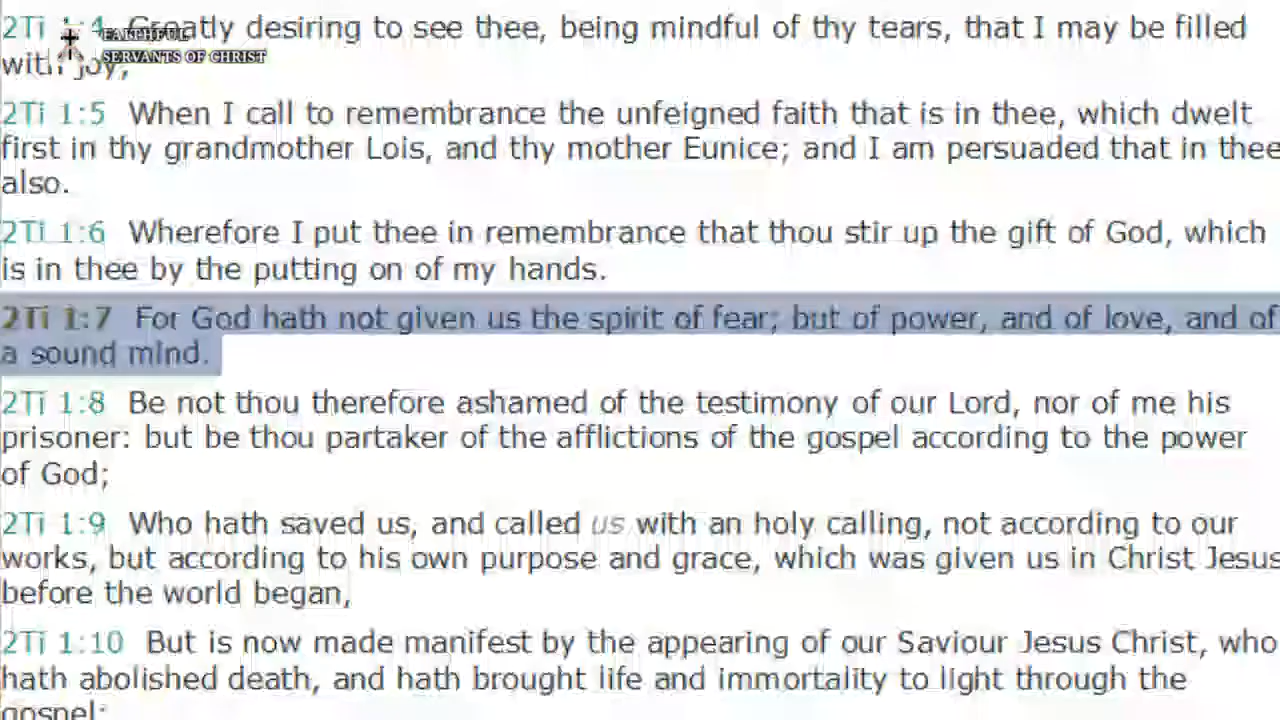 2Ti 1:4 Greatly desiring to see thee, being mindful of thy tears, that I may be filled
with joy;
FAITHFUL
SERVANTS OF CHRIST
2Ti 1:5 When I call to remembrance the unfeigned faith that is in thee, which dwelt
first in thy grandmother Lois, and thy mother Eunice; and I am persuaded that in thee
also.
2Ti 1:6 Wherefore I put thee in remembrance that thou stir up the gift of God, which
is in thee by the putting on of my hands.
2Ti 1:7 For God hath not given us the spirit of fear; but of power, and of love, and of
a sound mind.
2Ti 1:8 Be not thou therefore ashamed of the testimony of our Lord, nor of me his
prisoner: but be thou partaker of the afflictions of the gospel according to the power
of God;
2Ti 1:9 Who hath saved us, and called us with an holy calling, not according to our
works, but according to his own purpose and grace, which was given us in Christ Jesus
before the world began,
2Ti 1:10 But is now made manifest by the appearing of our Saviour Jesus Christ, who
hath abolished death, and hath brought life and immortality to light through the
gospel: